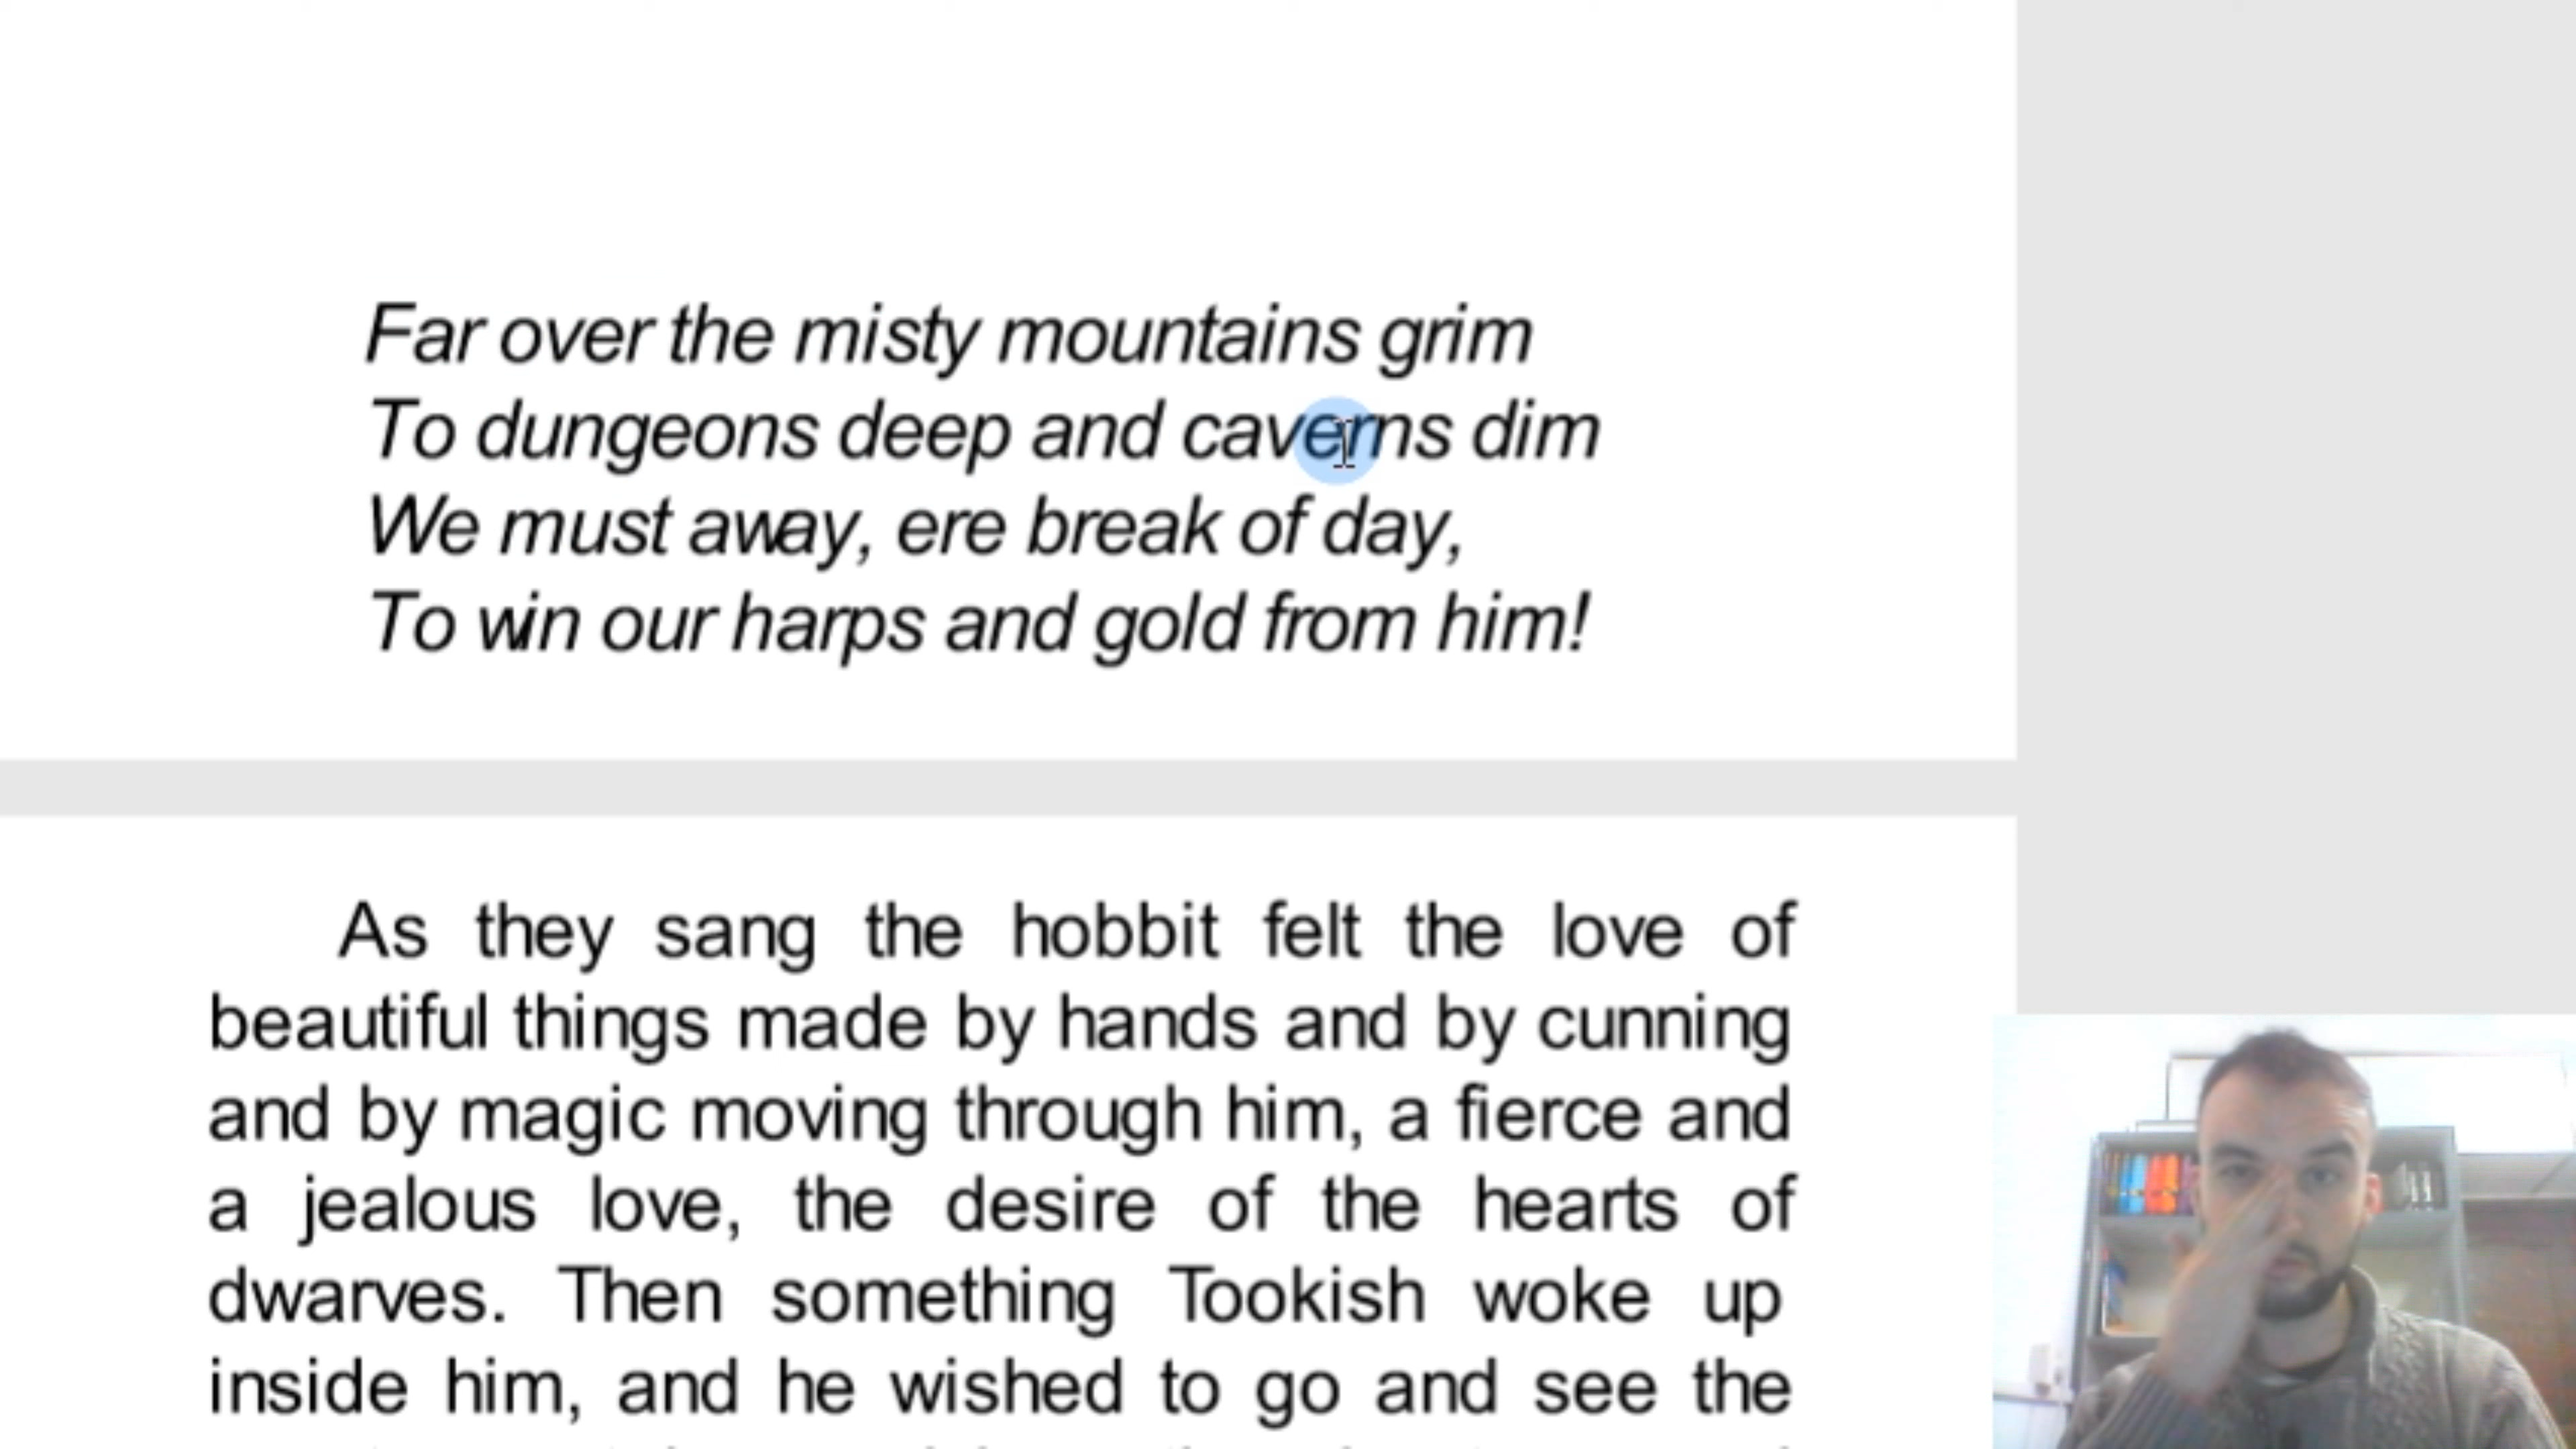 Far over the misty mountains grim
To dungeons deep and caverns dim
We must away, ere break of day,
To win our harps and gold from him!
As they sang the hobbit felt the love of
beautiful things made by hands and by cunning
and by magic moving through him, a fierce and
a jealous love, the desire of the hearts of
dwarves. Then something Tookish woke up
inside him, and he wished to go and see the